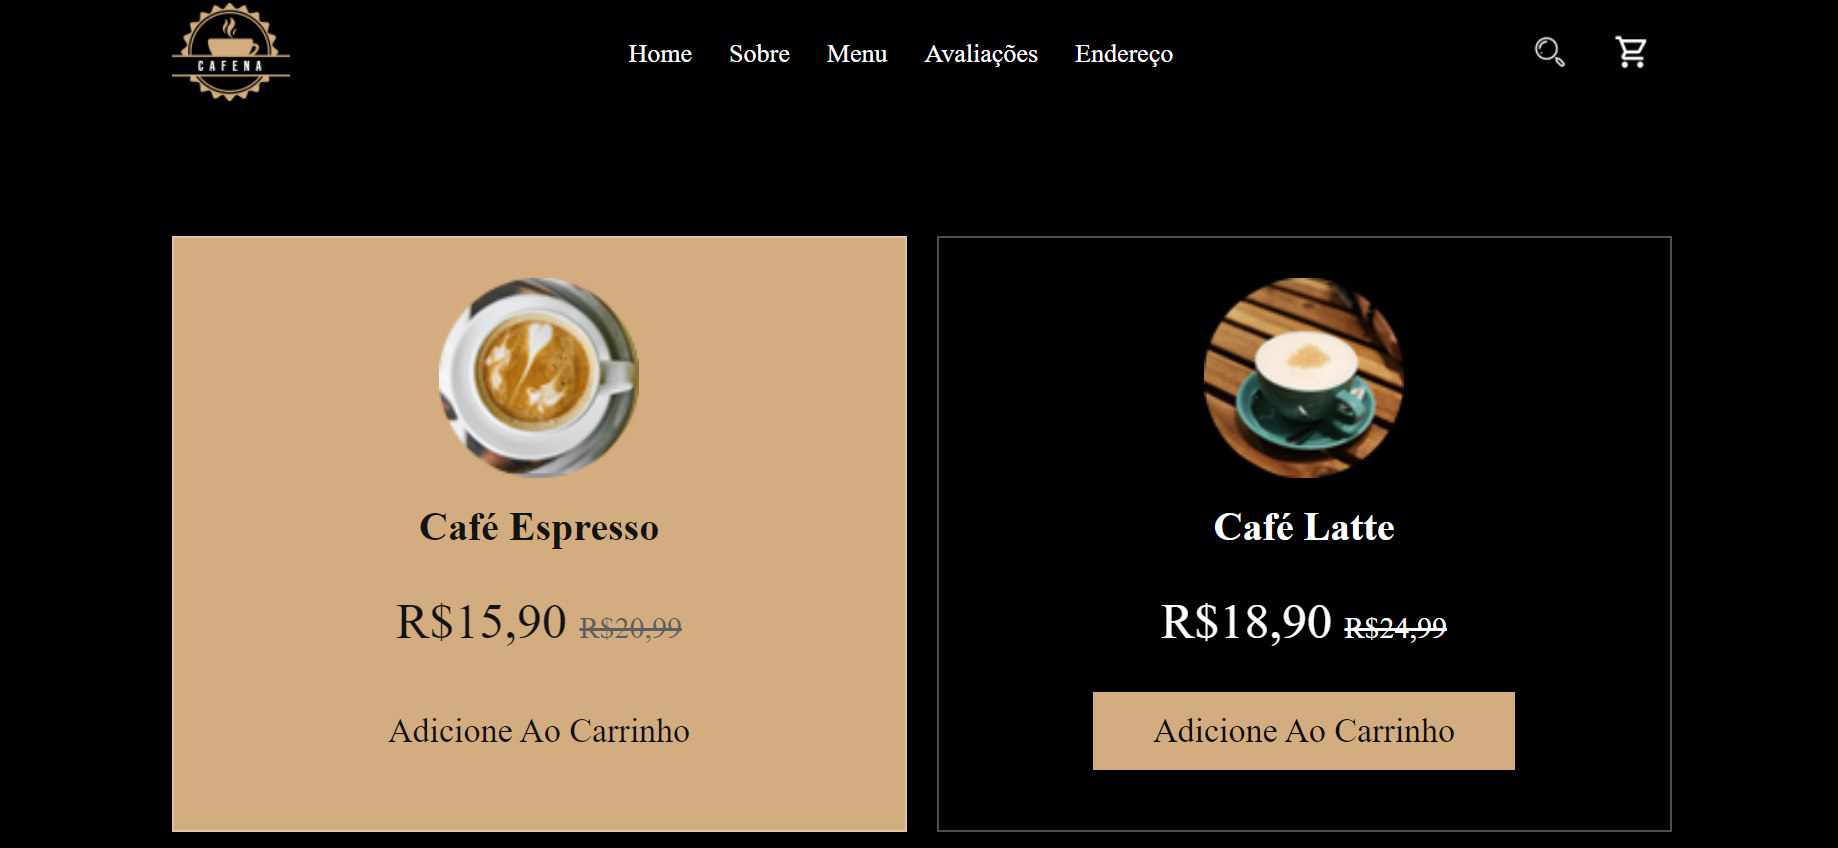 CAFENA
Home Sobre Menu Avaliações Endereço
Café Espresso
R$15,90 R$20,99
Adicione Ao Carrinho
Café Latte
R$18,90 R$24,99
Adicione Ao Carrinho